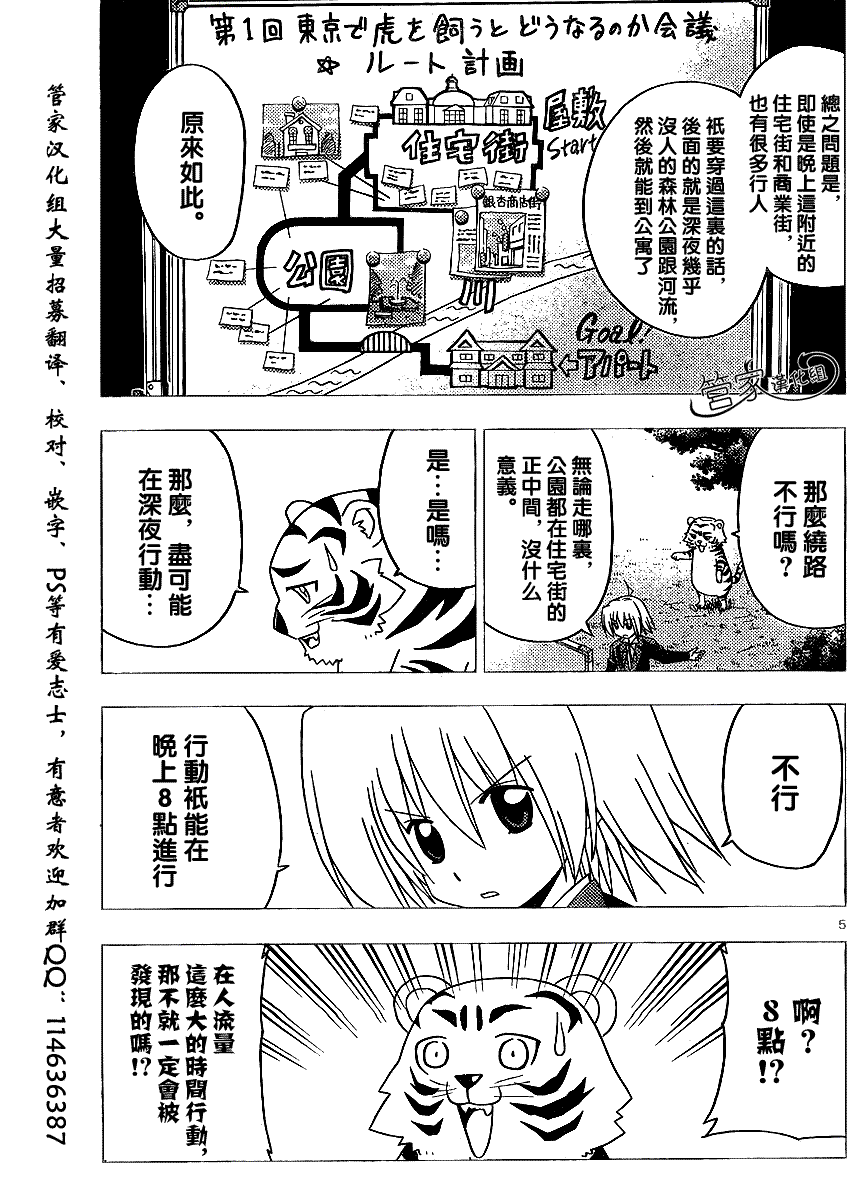 第1回東京で虎を飼うとどうなるのか会議
☆ルート計画
屋敷
Start
住宅街
銀杏商店街
公園
Goal!
←アパート
總之問題是，
即使是晚上這附近的
住宅街和商業街，
也有很多行人
衹要穿過這裏的話，
後面的就是深夜幾乎
沒人的森林公園跟河流，
然後就能到公寓了
原來如此。
管家漢化組
那麼繞路
不行嗎？
無論走哪裏，
公園都在住宅街的
正中間，沒什么
意義。
是…是嗎…
那麼，盡可能
在深夜行動…
不行
行動衹能在
晚上8點進行
5
啊？
8點!?
在人流量
這麼大的時間行動，
那不就一定會被
發現的嗎!?
管家汉化组大量招募翻译、校对、嵌字、PS等有爱志士，有意者欢迎加群QQ：114636387